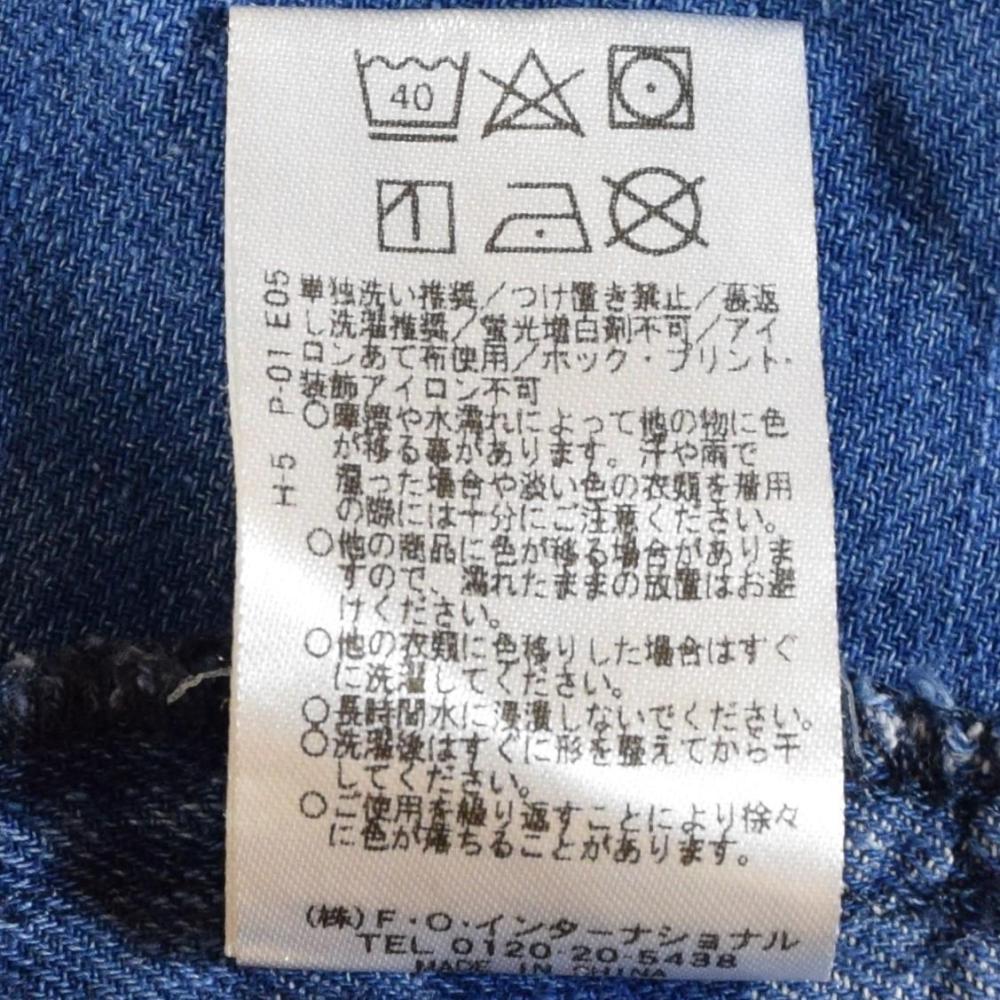 40
単独洗い推奨/つけ置き禁止/裏返
し洗濯推奨/蛍光増白剤不可/アイ
ロンあて布使用/ホック・プリント・
装飾アイロン不可
○摩擦や水濡れによって他の物に色
が移る事があります。汗や雨で
湿った場合や淡い色の衣類を着用
の際には十分にご注意ください。
○他の商品に色が移る場合がありま
すので、濡れたままの放置はお避
けください。
○他の衣類に色移りした場合はすぐ
に洗濯してください。
○長時間水に浸漬しないでください。
○洗濯後はすぐに形を整えてから干
してください。
○ご使用を繰り返すことにより徐々
に色が落ちることがあります。
H-5 P-01 E05
(株)F・O・インターナショナル
TEL 0120-20-5438
MADE IN CHINA